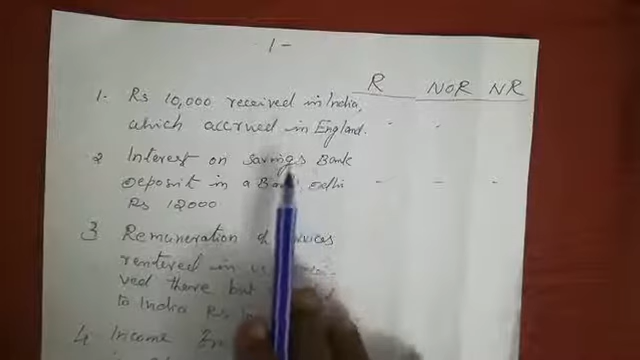 - 1 -
R NOR NR
1. Rs 10,000 received in India,
which accrued in England. - -
2 Interest on Savings Bank
Deposit in a Bank Delhi - - -
Rs 12000
3 Remuneration of
rentered in
ved there but
to India Rs
4. Income